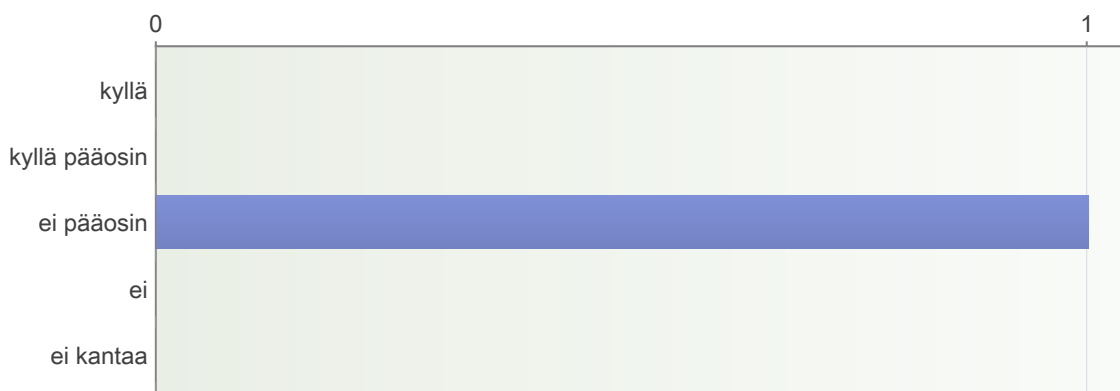 0 1
kyllä
kyllä pääosin
ei pääosin
ei
ei kantaa